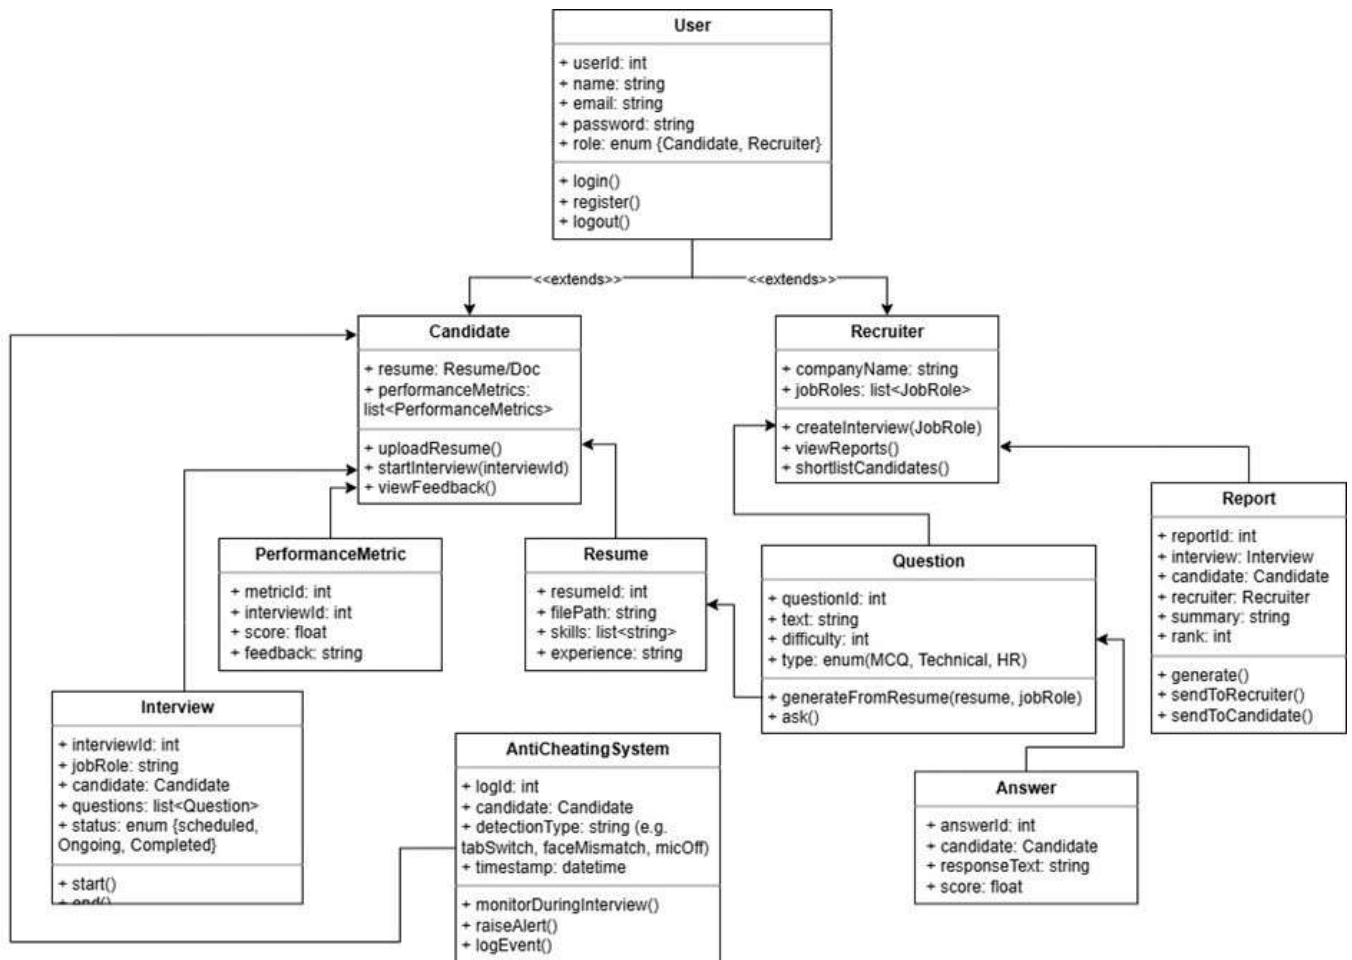 User
+ userId: int
+ name: string
+ email: string
+ password: string
+ role: enum {Candidate, Recruiter}
+ login()
+ register()
+ logout()
<<extends>>
<<extends>>
Candidate
+ resume: Resume/Doc
+ performanceMetrics:
list<PerformanceMetrics>
+ uploadResume()
+ startInterview(interviewId)
+ viewFeedback()
Recruiter
+ companyName: string
+ jobRoles: list<JobRole>
+ createInterview(JobRole)
+ viewReports()
+ shortlistCandidates()
Report
+ reportId: int
+ interview: Interview
+ candidate: Candidate
+ recruiter: Recruiter
+ summary: string
+ rank: int
+ generate()
+ sendToRecruiter()
+ sendToCandidate()
PerformanceMetric
+ metricId: int
+ interviewId: int
+ score: float
+ feedback: string
Resume
+ resumeId: int
+ filePath: string
+ skills: list<string>
+ experience: string
Question
+ questionId: int
+ text: string
+ difficulty: int
+ type: enum(MCQ, Technical, HR)
+ generateFromResume(resume, jobRole)
+ ask()
Interview
+ interviewId: int
+ jobRole: string
+ candidate: Candidate
+ questions: list<Question>
+ status: enum {scheduled,
Ongoing, Completed}
+ start()
+ end()
AntiCheatingSystem
+ logId: int
+ candidate: Candidate
+ detectionType: string (e.g.
tabSwitch, faceMismatch, micOff)
+ timestamp: datetime
+ monitorDuringInterview()
+ raiseAlert()
+ logEvent()
Answer
+ answerId: int
+ candidate: Candidate
+ responseText: string
+ score: float